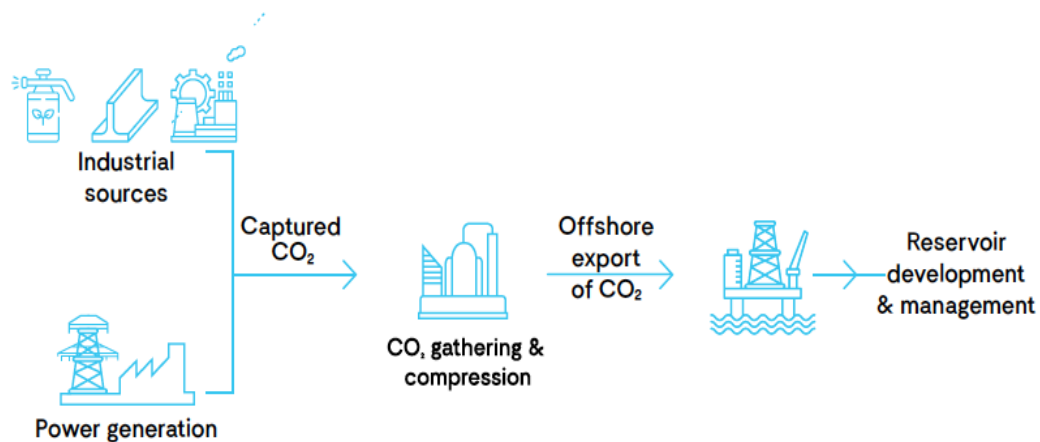 Industrial
sources
Captured
CO₂
Offshore
export
of CO₂
Reservoir
development
& management
CO₂ gathering &
compression
Power generation